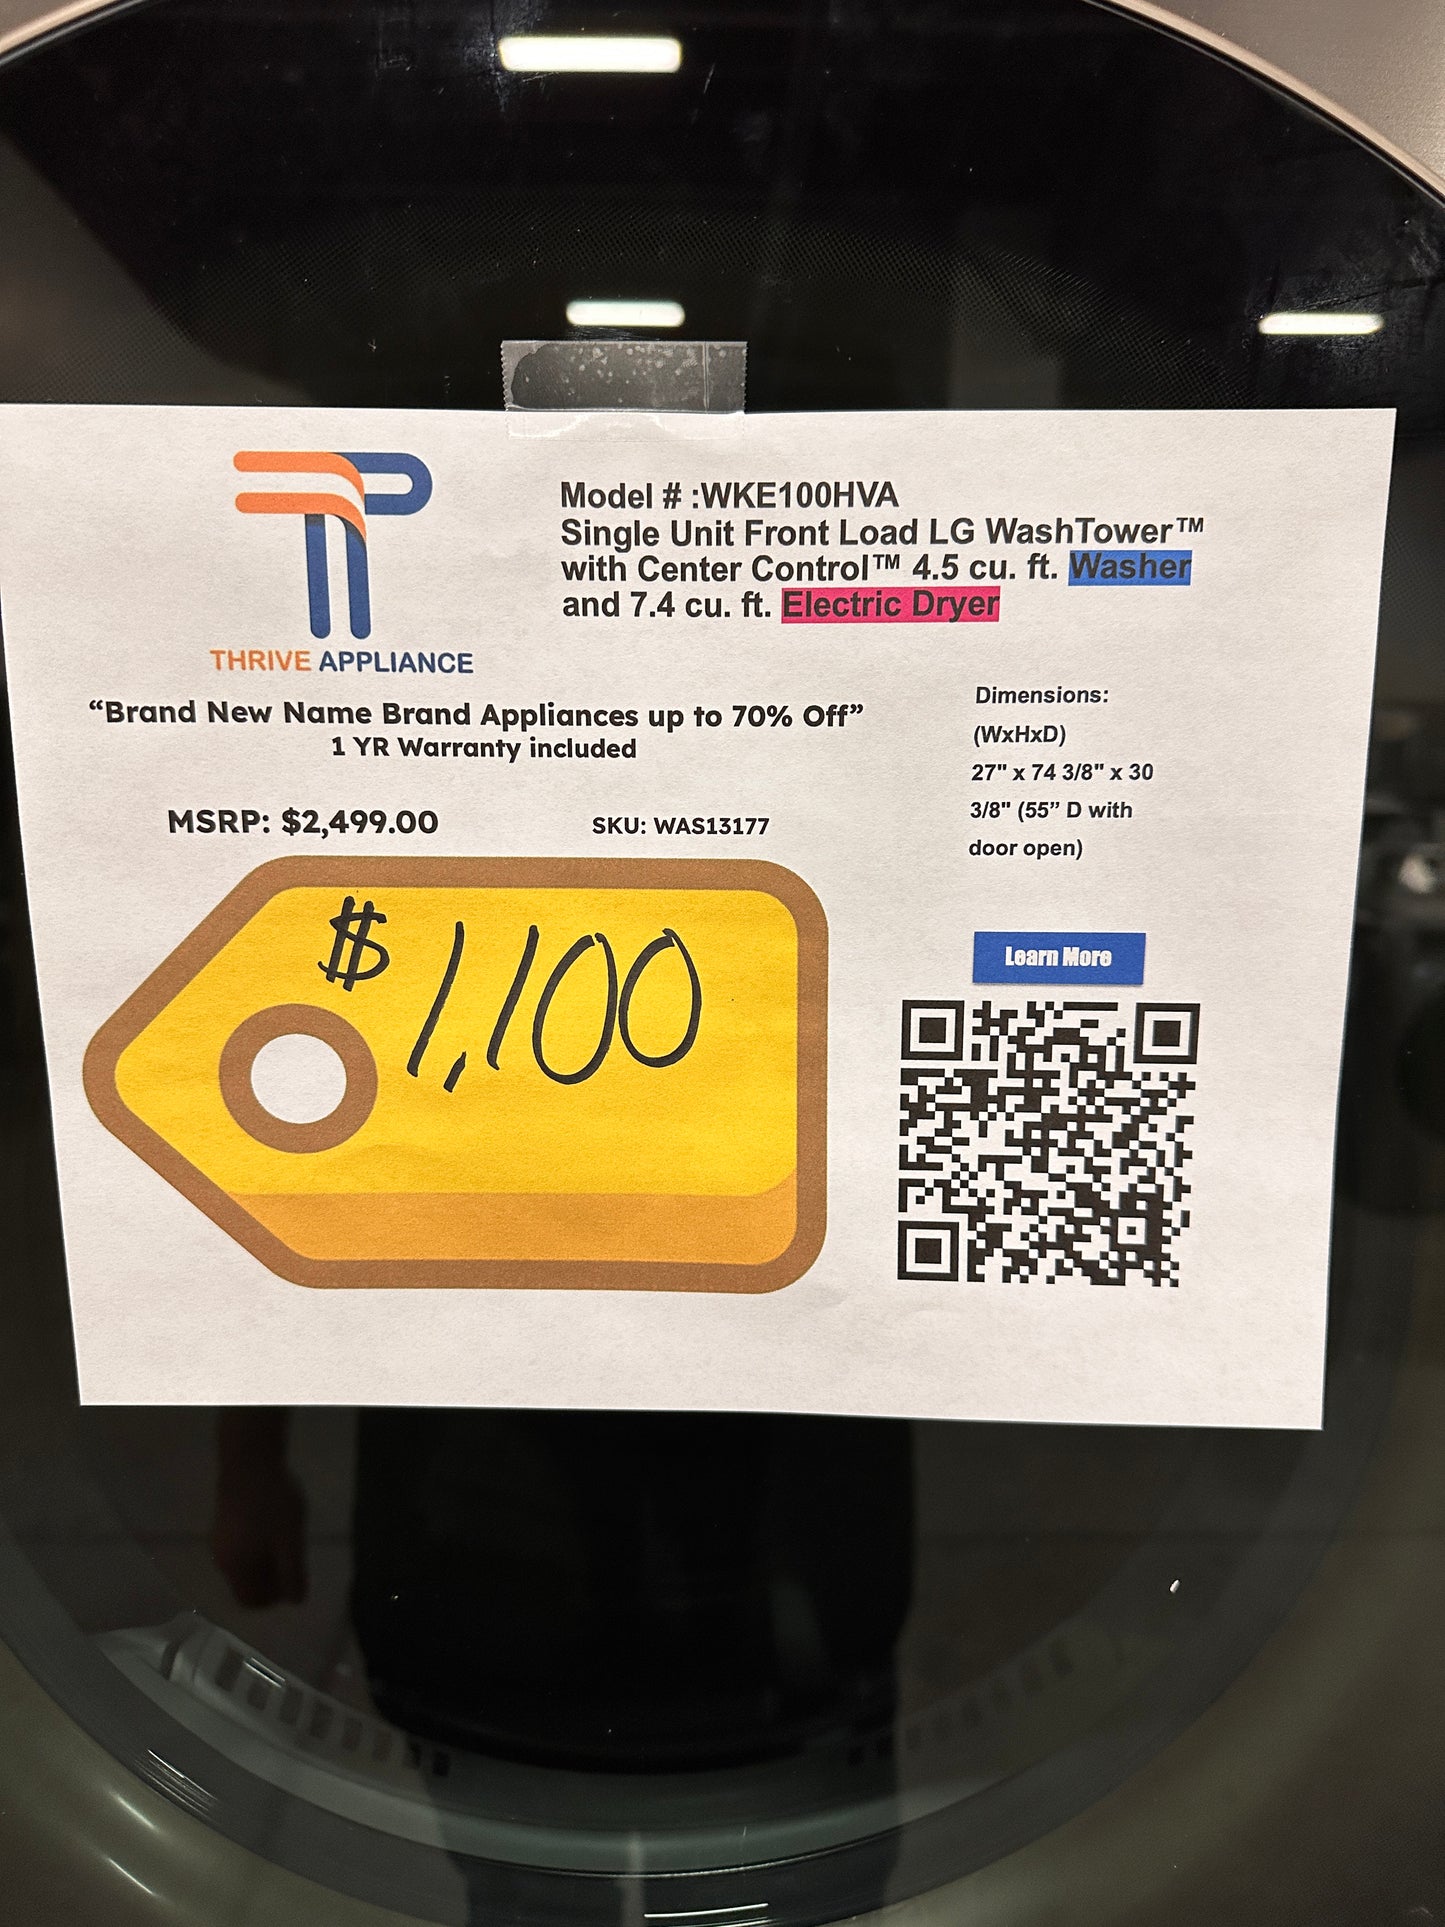 Model # :WKE100HVA
Single Unit Front Load LG WashTower™
with Center Control™ 4.5 cu. ft. Washer
and 7.4 cu. ft. Electric Dryer
THRIVE APPLIANCE
“Brand New Name Brand Appliances up to 70% Off”
1 YR Warranty included
MSRP: $2,499.00
SKU: WAS13177
Dimensions:
(WxHxD)
27" x 74 3/8" x 30
3/8" (55” D with
door open)
$1,100
Learn More